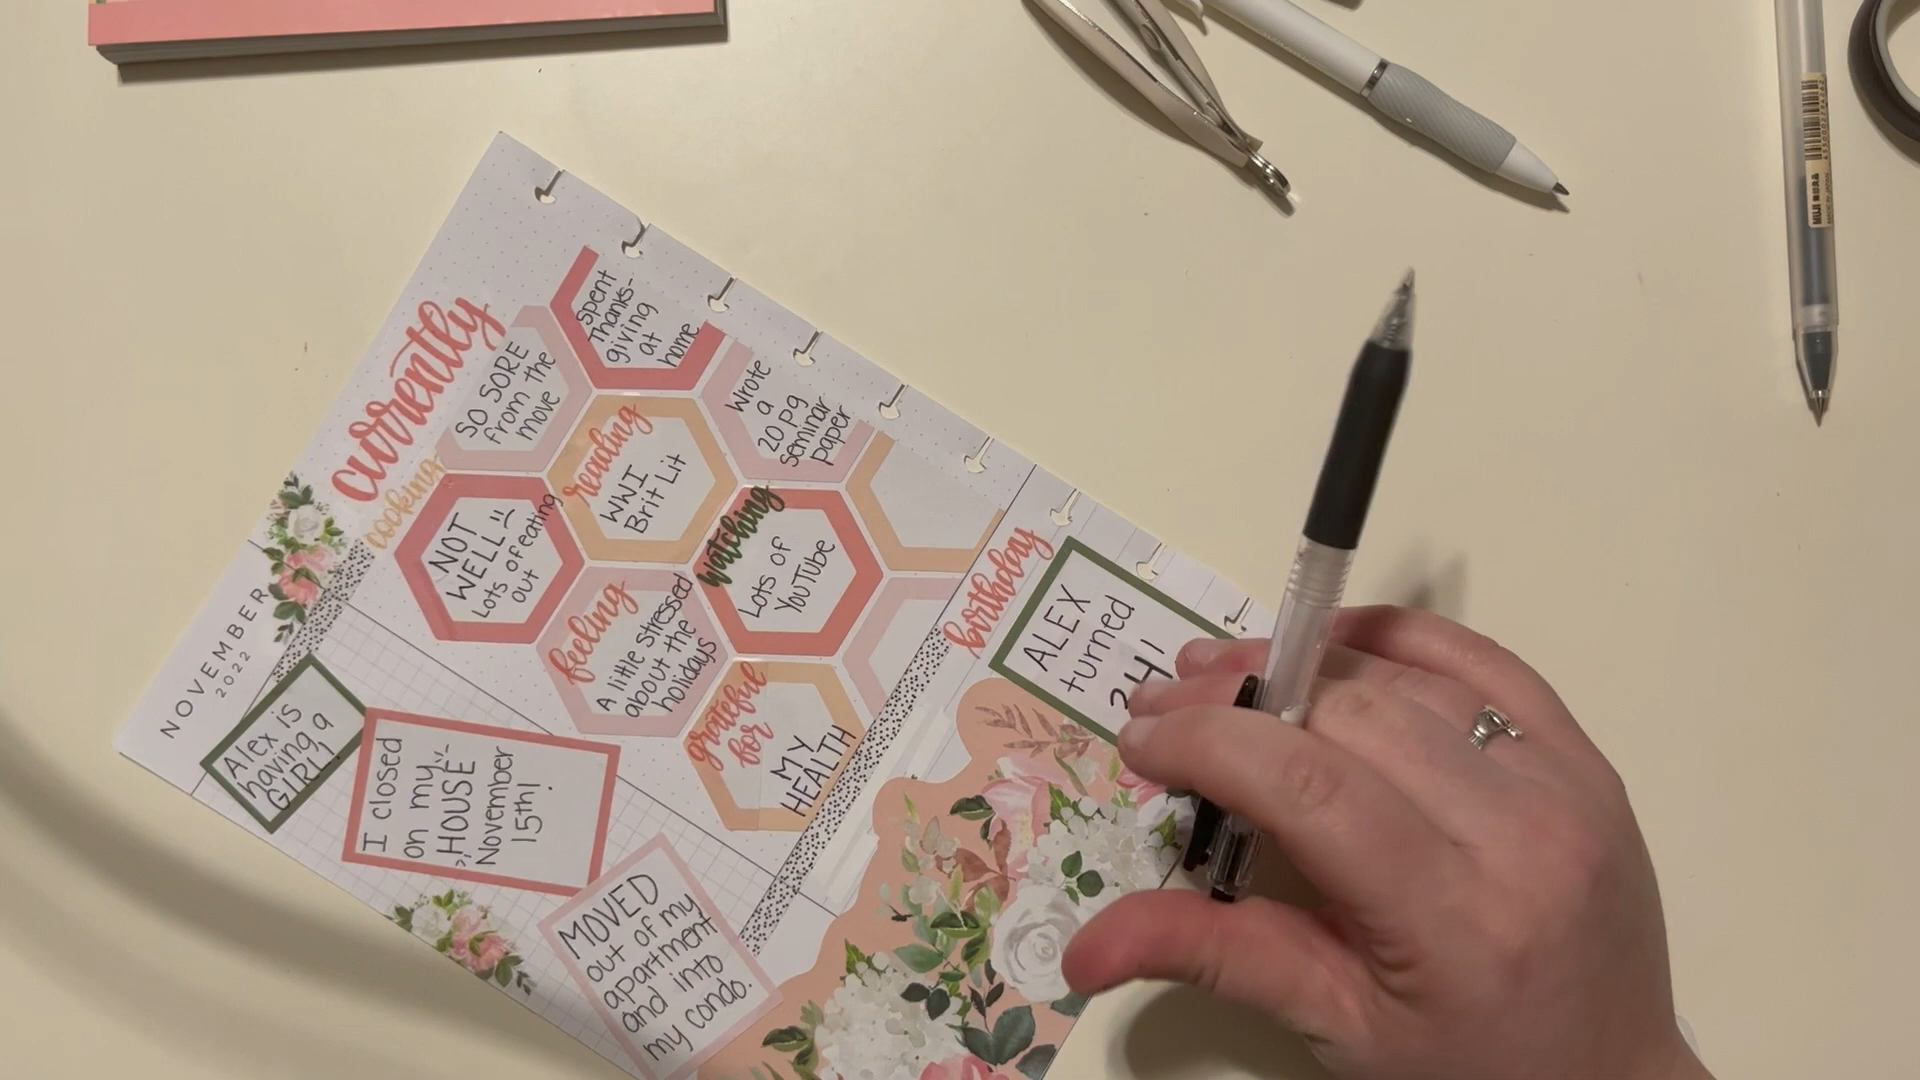 NOVEMBER
2022
currently
cooking
NOT
WELL
Lots of eating
out
SO SORE
from the
move
Spent
Thanks-
giving
at
home
reading
WWI
Brit Lit
Wrote
a
20 pg
seminar
paper
feeling
A little stressed
about the
holidays
watching
Lots of
YouTube
grateful
for
MY
HEALTH
birthday
ALEX
turned
34!
Alex is
having a
GIRL!
I closed
on my
HOUSE
November
15th!
MOVED
out of my
apartment
and into
my condo.
MUJI